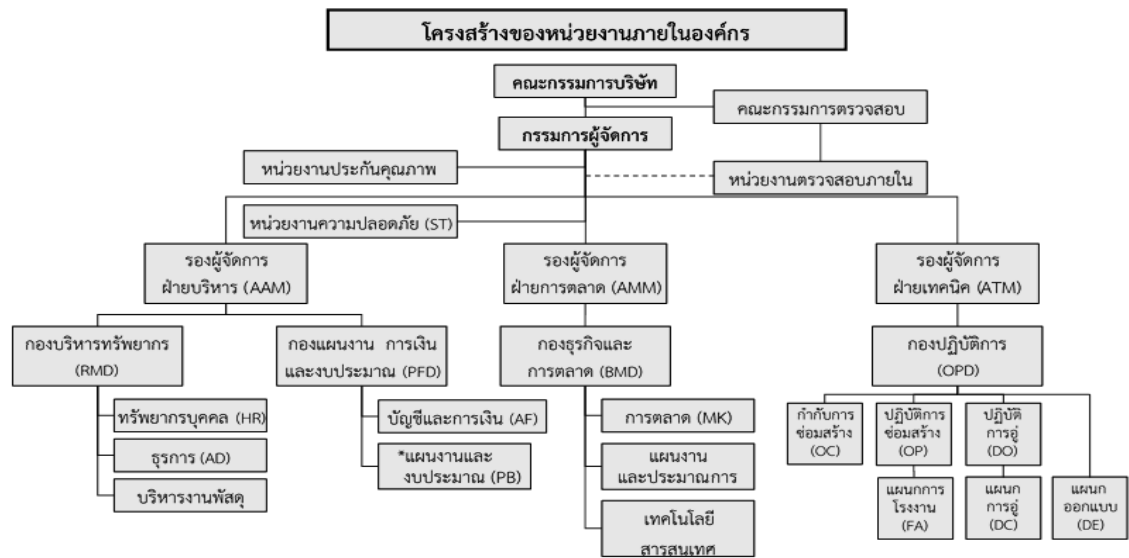 โครงสร้างของหน่วยงานภายในองค์กร
คณะกรรมการบริษัท
คณะกรรมการตรวจสอบ
กรรมการผู้จัดการ
หน่วยงานประกันคุณภาพ
หน่วยงานตรวจสอบภายใน
หน่วยงานความปลอดภัย (ST)
รองผู้จัดการ
ฝ่ายบริหาร (AAM)
รองผู้จัดการ
ฝ่ายการตลาด (AMM)
รองผู้จัดการ
ฝ่ายเทคนิค (ATM)
กองบริหารทรัพยากร
(RMD)
กองแผนงาน การเงิน
และงบประมาณ (PFD)
กองธุรกิจและ
การตลาด (BMD)
กองปฏิบัติการ
(OPD)
ทรัพยากรบุคคล (HR)
ธุรการ (AD)
บริหารงานพัสดุ
บัญชีและการเงิน (AF)
*แผนงานและ
งบประมาณ (PB)
การตลาด (MK)
แผนงาน
และประมาณการ
เทคโนโลยี
สารสนเทศ
กำกับการ
ซ่อมสร้าง
(OC)
ปฏิบัติการ
ซ่อมสร้าง
(OP)
ปฏิบัติ
การอู่
(DO)
แผนกการ
โรงงาน
(FA)
แผนก
การอู่
(DC)
แผนก
ออกแบบ
(DE)